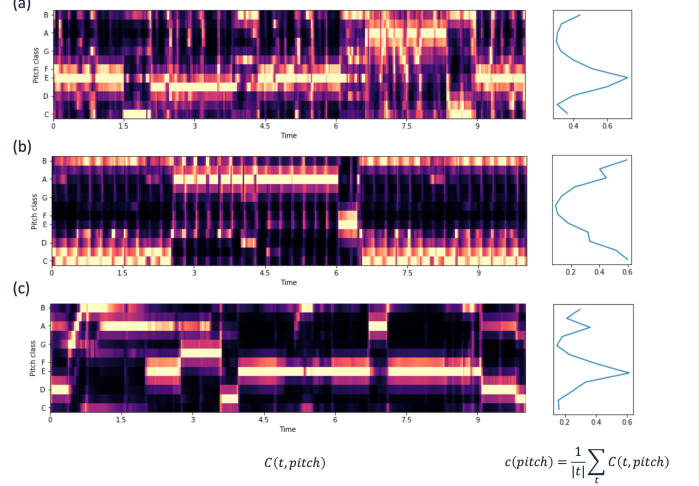 (a)
B
A
G
F
E
D
C
Pitch class
0
1.5
3
4.5
6
7.5
9
Time
0.4
0.6
(b)
B
A
G
F
E
D
C
Pitch class
0
1.5
3
4.5
6
7.5
9
Time
0.2
0.4
0.6
(c)
B
A
G
F
E
D
C
Pitch class
0
1.5
3
4.5
6
7.5
9
Time
0.2
0.4
0.6
C(t, pitch)
c(pitch) = 1/|t| ∑_t C(t, pitch)